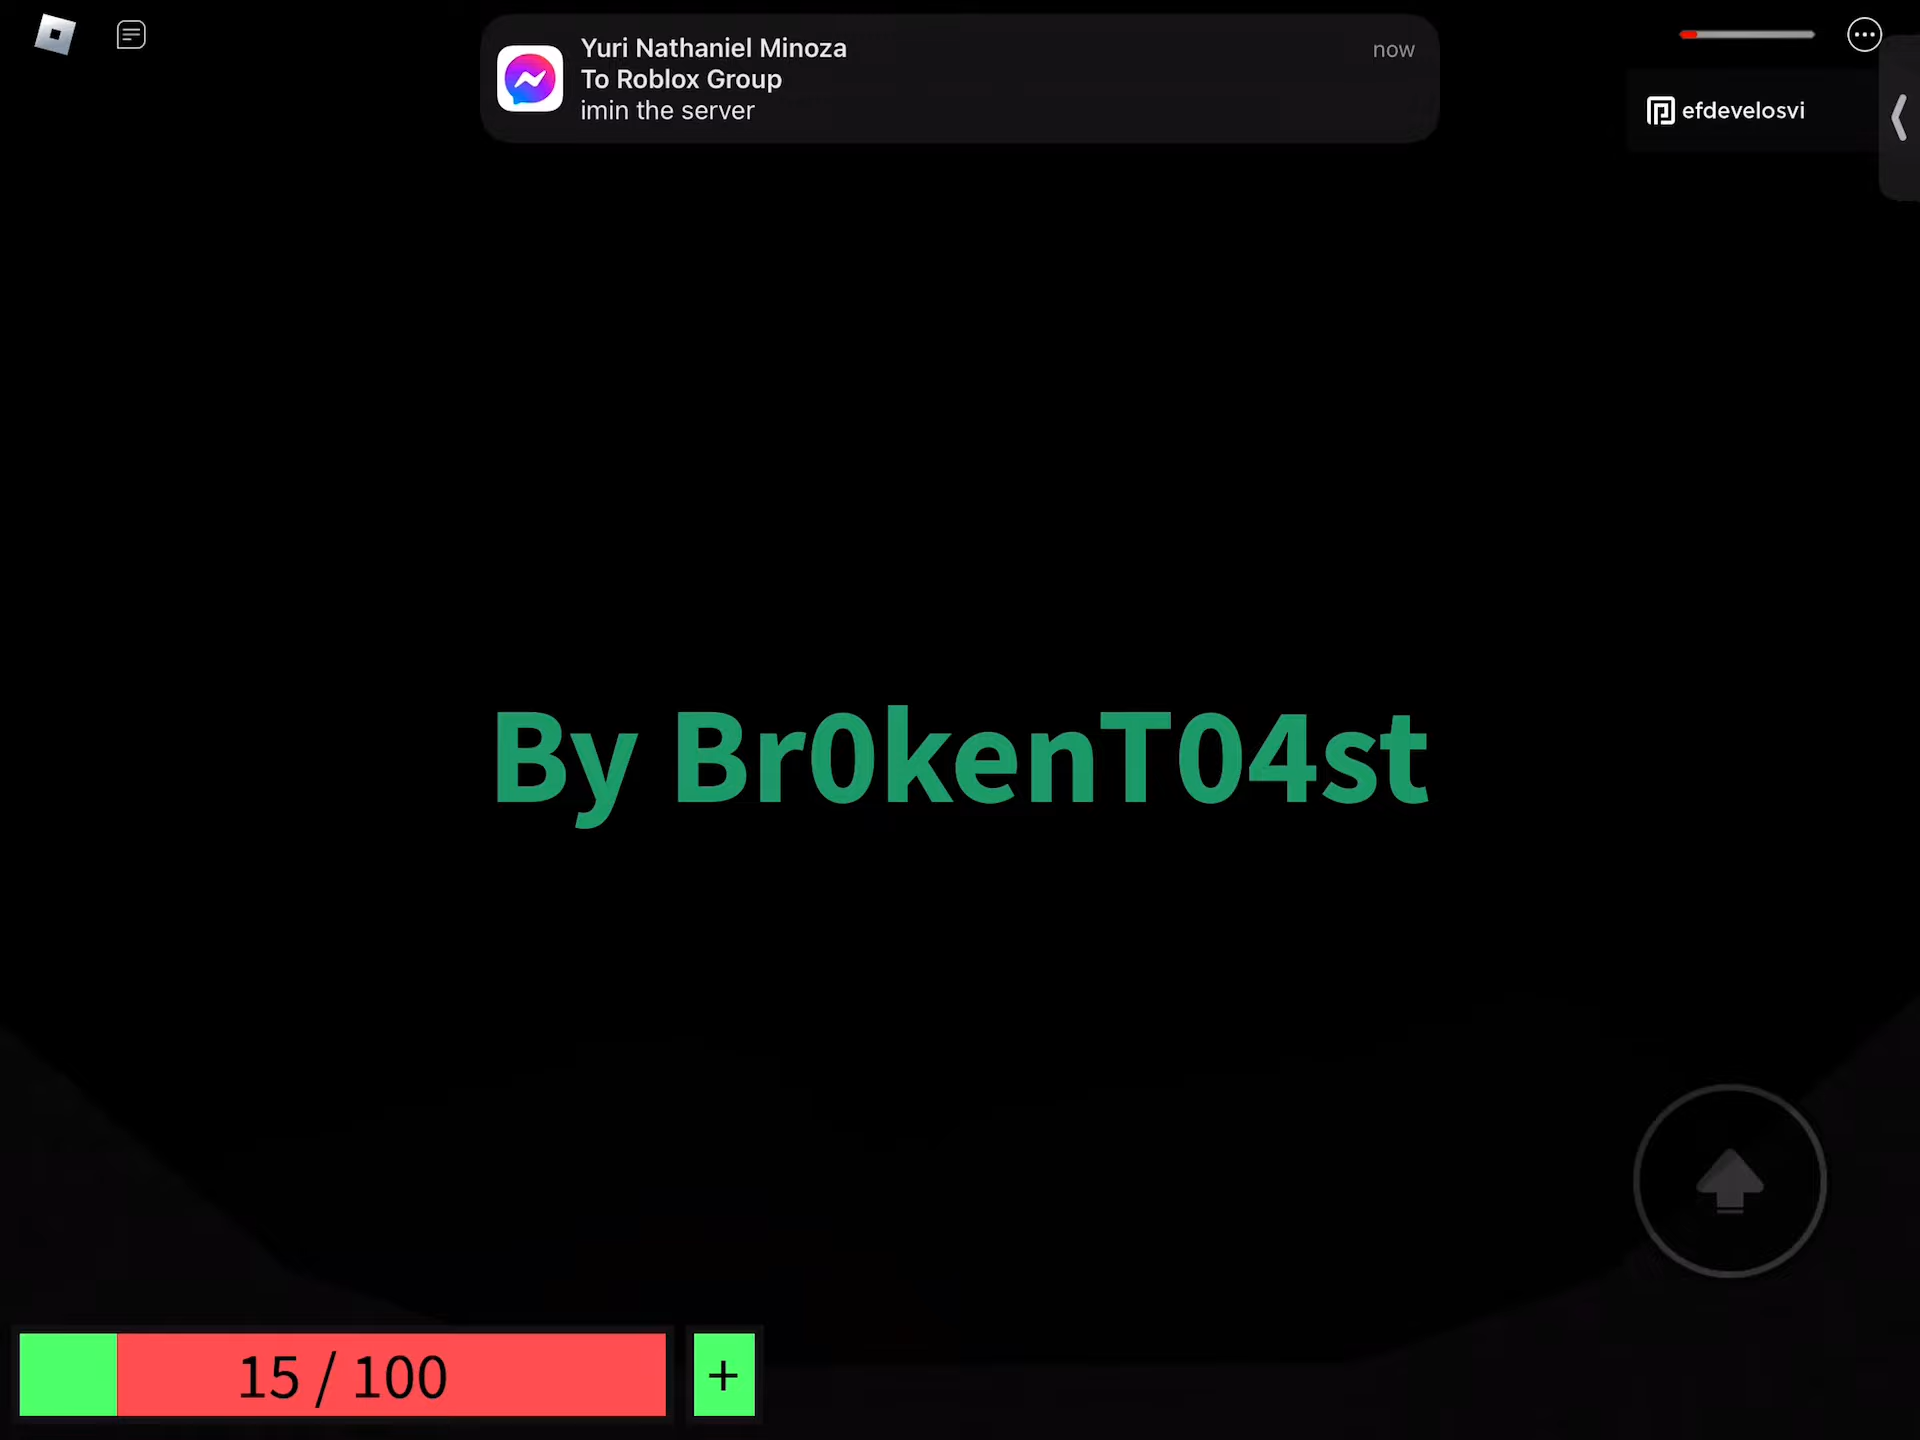 Yuri Nathaniel Minoza
now
To Roblox Group
imin the server
efdevelosvi
By Br0kenT04st
15 / 100
+